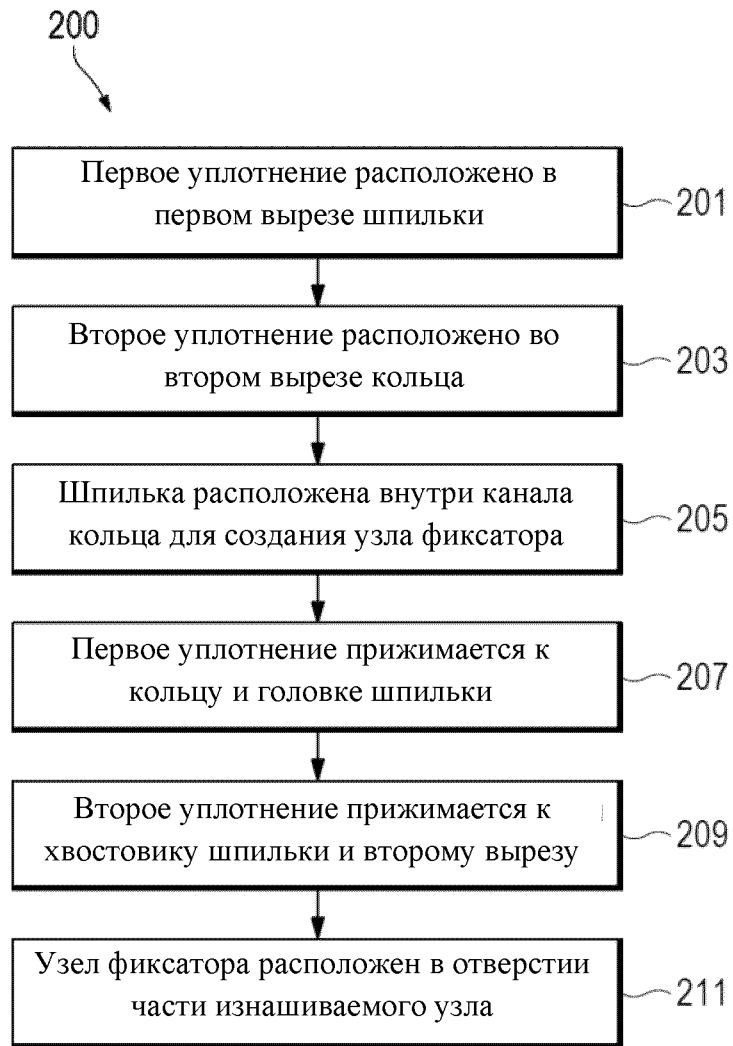 200
Первое уплотнение расположено в
первом вырезе шпильки
201
Второе уплотнение расположено во
втором вырезе кольца
203
Шпилька расположена внутри канала
кольца для создания узла фиксатора
205
Первое уплотнение прижимается к
кольцу и головке шпильки
207
Второе уплотнение прижимается к
хвостовику шпильки и второму вырезу
209
Узел фиксатора расположен в отверстии
части изнашиваемого узла
211